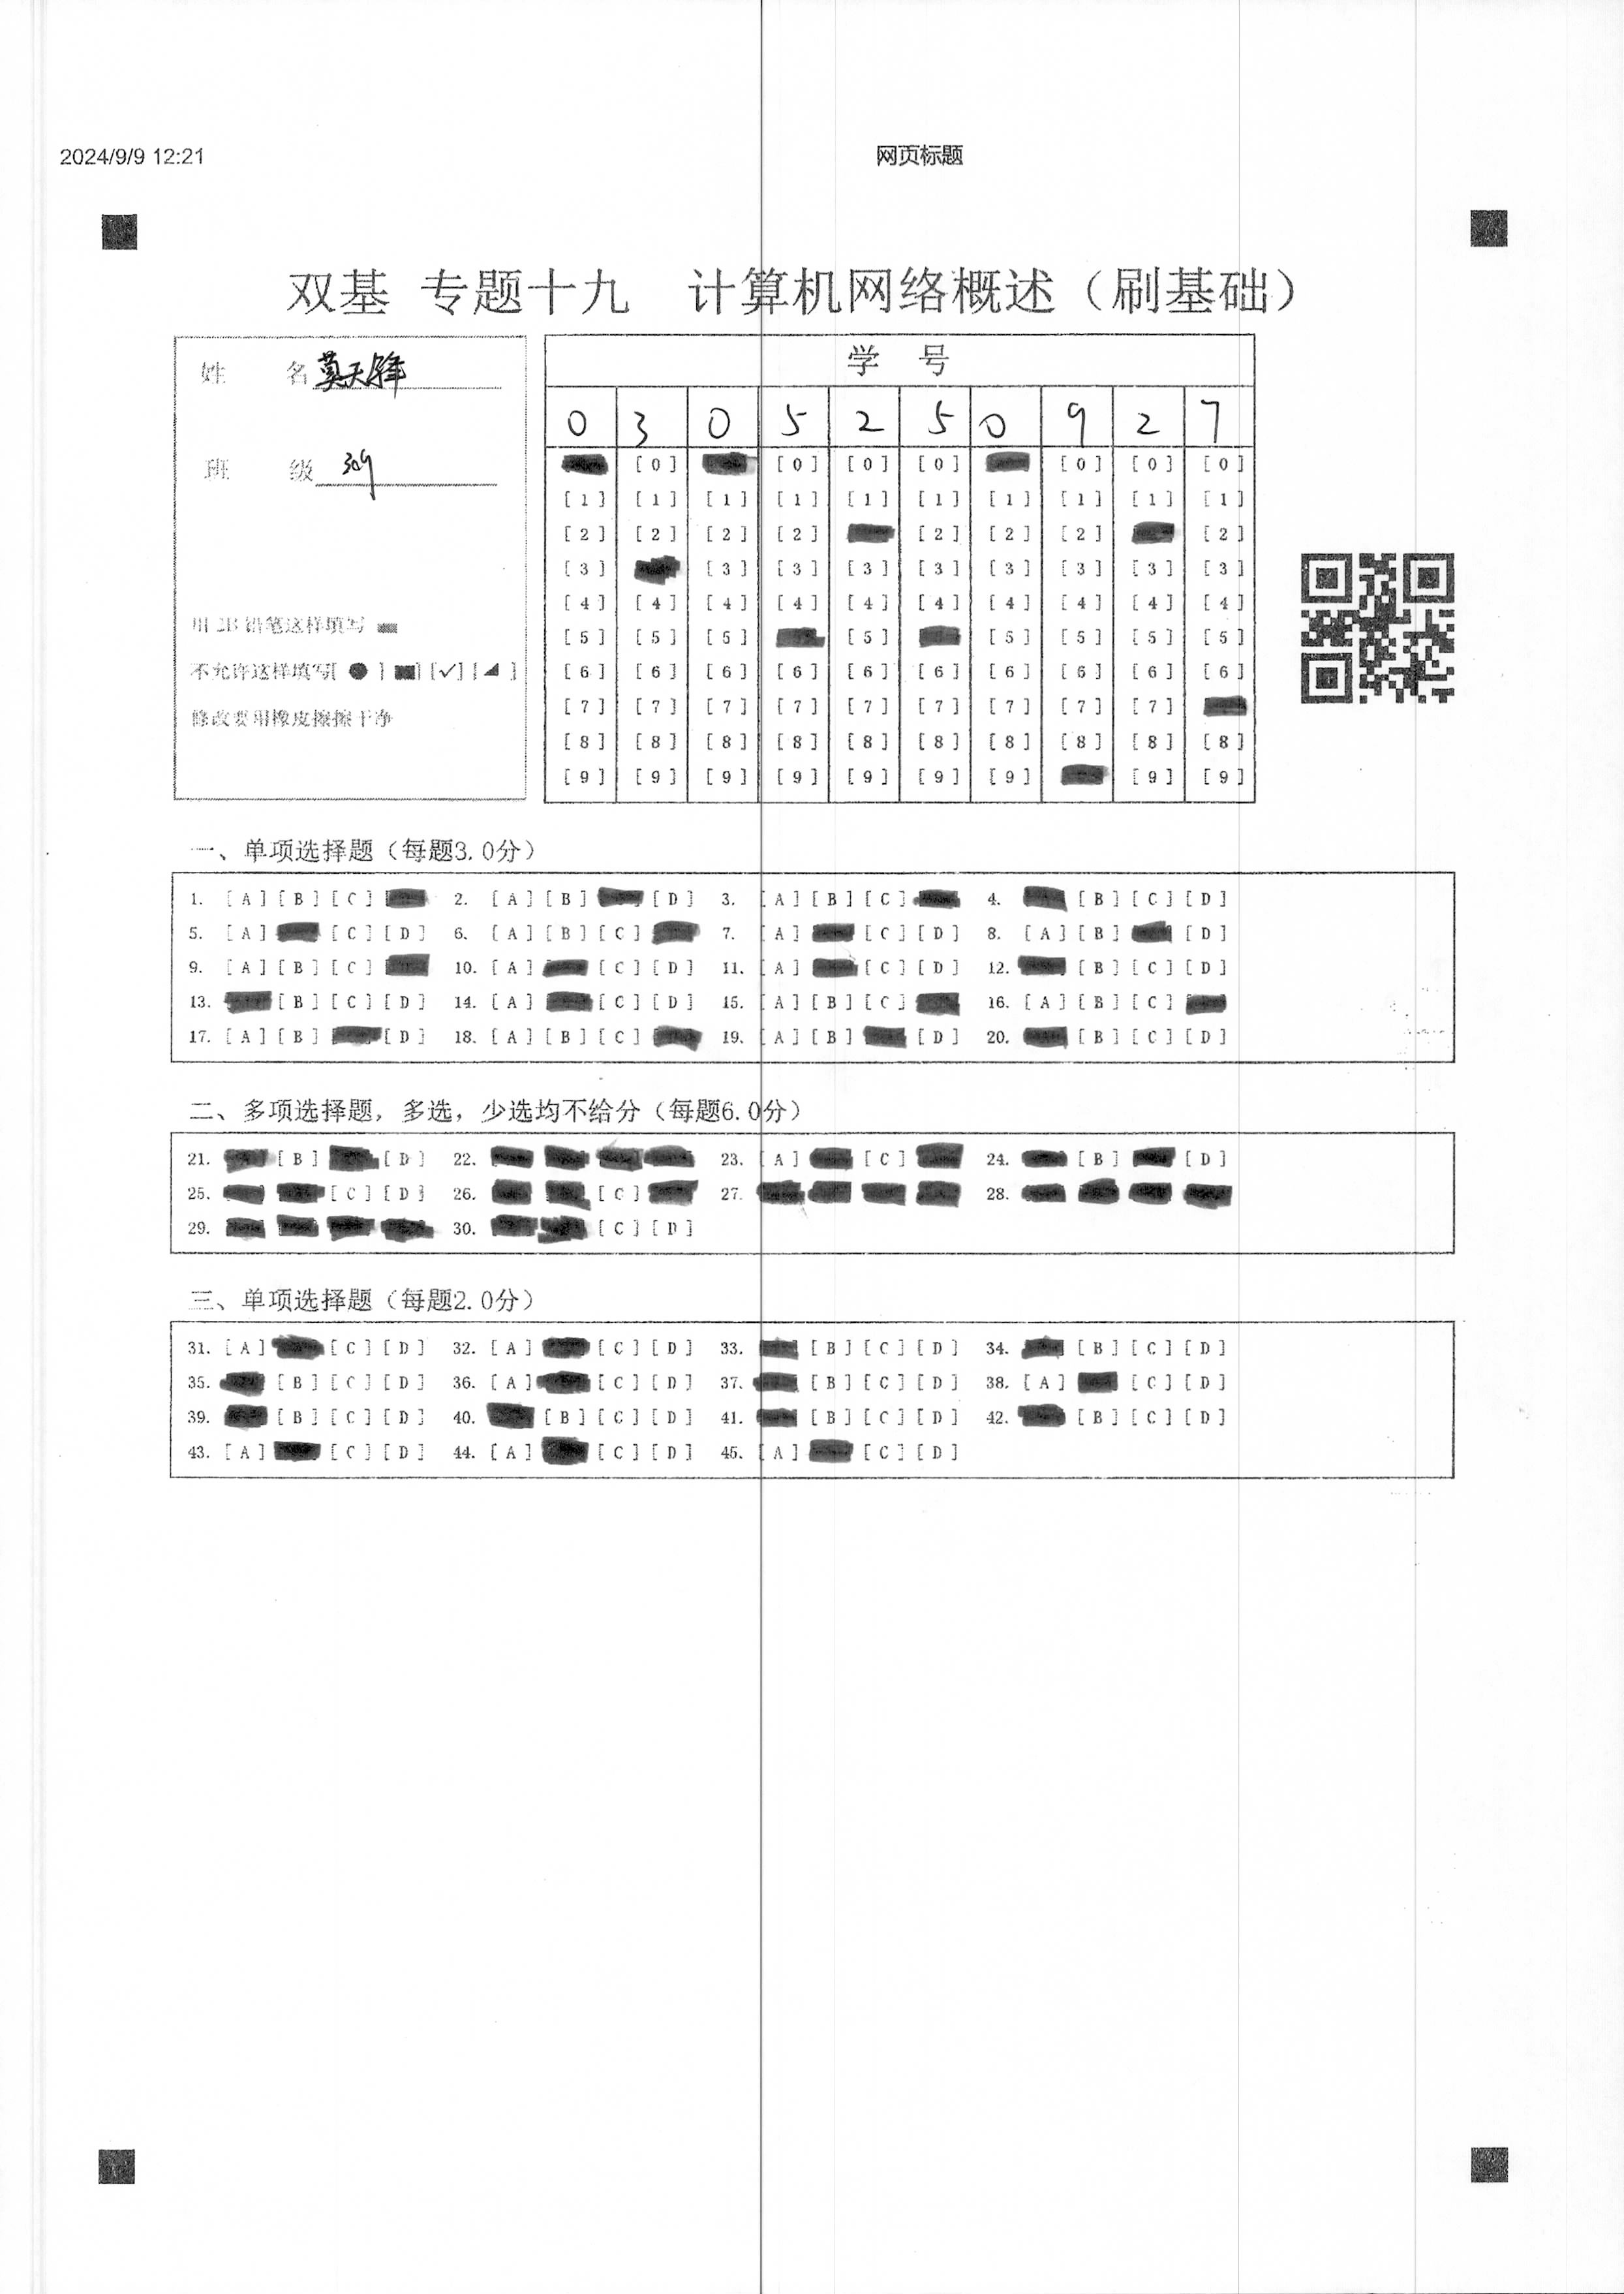 2024/9/9 12:21 网页标题
双基 专题十九 计算机网络概述（刷基础）
姓 名 莫天锋
班 级 309
用 2B 铅笔这样填写
不允许这样填写[ ● ] [■] [✓] [◢ ]
修改要用橡皮擦擦干净
学 号
0 3 0 5 2 5 0 9 2 7
[0] [0] [0] [0] [0] [0] [0]
[1] [1] [1] [1] [1] [1] [1] [1] [1] [1]
[2] [2] [2] [2] [2] [2] [2] [2]
[3] [3] [3] [3] [3] [3] [3] [3] [3]
[4] [4] [4] [4] [4] [4] [4] [4] [4] [4]
[5] [5] [5] [5] [5] [5] [5] [5]
[6] [6] [6] [6] [6] [6] [6] [6] [6] [6]
[7] [7] [7] [7] [7] [7] [7] [7] [7]
[8] [8] [8] [8] [8] [8] [8] [8] [8] [8]
[9] [9] [9] [9] [9] [9] [9] [9] [9]
一、单项选择题（每题3.0分）
1. [A] [B] [C] 2. [A] [B] [D] 3. [A] [B] [C] 4. [B] [C] [D]
5. [A] [C] [D] 6. [A] [B] [C] 7. [A] [C] [D] 8. [A] [B] [D]
9. [A] [B] [C] 10. [A] [C] [D] 11. [A] [C] [D] 12. [B] [C] [D]
13. [B] [C] [D] 14. [A] [C] [D] 15. [A] [B] [C] 16. [A] [B] [C]
17. [A] [B] [D] 18. [A] [B] [C] 19. [A] [B] [D] 20. [B] [C] [D]
二、多项选择题，多选，少选均不给分（每题6.0分）
21. [B] [D] 22. 23. [A] [C] 24. [B] [D]
25. [C] [D] 26. [C] 27. 28.
29. 30. [C] [D]
三、单项选择题（每题2.0分）
31. [A] [C] [D] 32. [A] [C] [D] 33. [B] [C] [D] 34. [B] [C] [D]
35. [B] [C] [D] 36. [A] [C] [D] 37. [B] [C] [D] 38. [A] [C] [D]
39. [B] [C] [D] 40. [B] [C] [D] 41. [B] [C] [D] 42. [B] [C] [D]
43. [A] [C] [D] 44. [A] [C] [D] 45. [A] [C] [D]